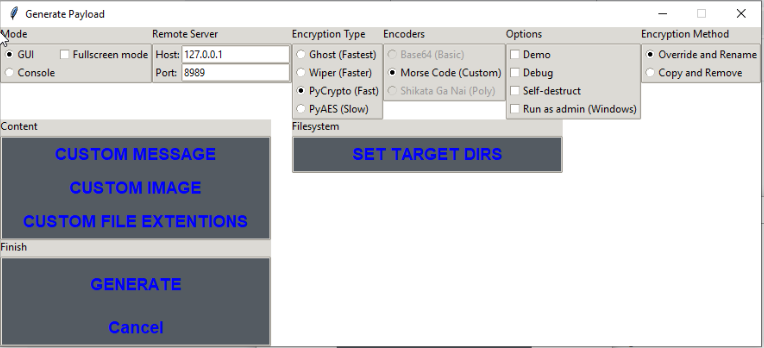 Generate Payload
Mode
Remote Server
Encryption Type
Encoders
Options
Encryption Method
GUI
Fullscreen mode
Host: 127.0.0.1
Ghost (Fastest)
Base64 (Basic)
Demo
Override and Rename
Console
Port: 8989
Wiper (Faster)
Morse Code (Custom)
Debug
Copy and Remove
PyCrypto (Fast)
Shikata Ga Nai (Poly)
Self-destruct
PyAES (Slow)
Run as admin (Windows)
Content
Filesystem
CUSTOM MESSAGE
SET TARGET DIRS
CUSTOM IMAGE
CUSTOM FILE EXTENTIONS
Finish
GENERATE
Cancel